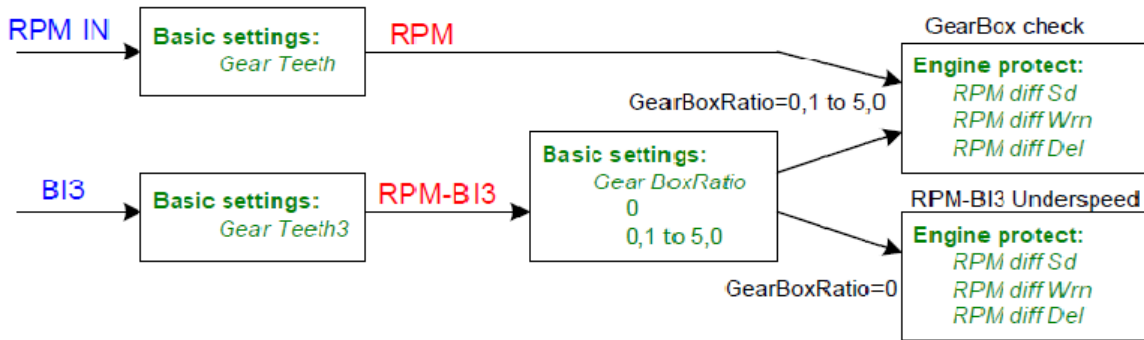 RPM IN
Basic settings:
Gear Teeth
RPM
GearBox check
Engine protect:
RPM diff Sd
RPM diff Wrn
RPM diff Del
GearBoxRatio=0,1 to 5,0
BI3
Basic settings:
Gear Teeth3
RPM-BI3
Basic settings:
Gear BoxRatio
0
0,1 to 5,0
RPM-BI3 Underspeed
Engine protect:
RPM diff Sd
RPM diff Wrn
RPM diff Del
GearBoxRatio=0